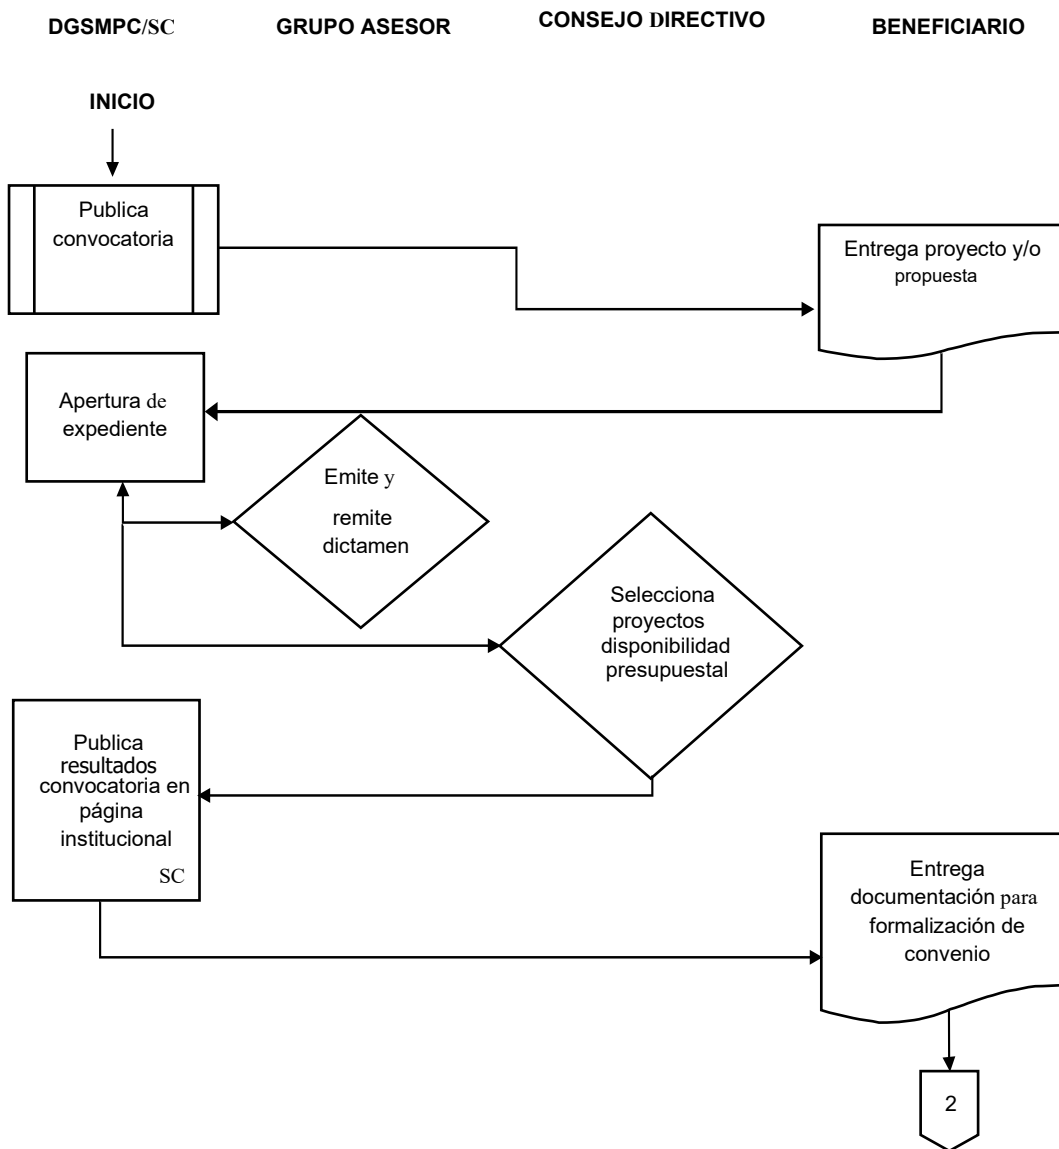 DGSMPC/SC
GRUPO ASESOR
CONSEJO DIRECTIVO
BENEFICIARIO
INICIO
Publica
convocatoria
Entrega proyecto y/o
propuesta
Apertura de
expediente
Emite y
remite
dictamen
Selecciona
proyectos
disponibilidad
presupuestal
Publica
resultados
convocatoria en
página
institucional
SC
Entrega
documentación para
formalización de
convenio
2